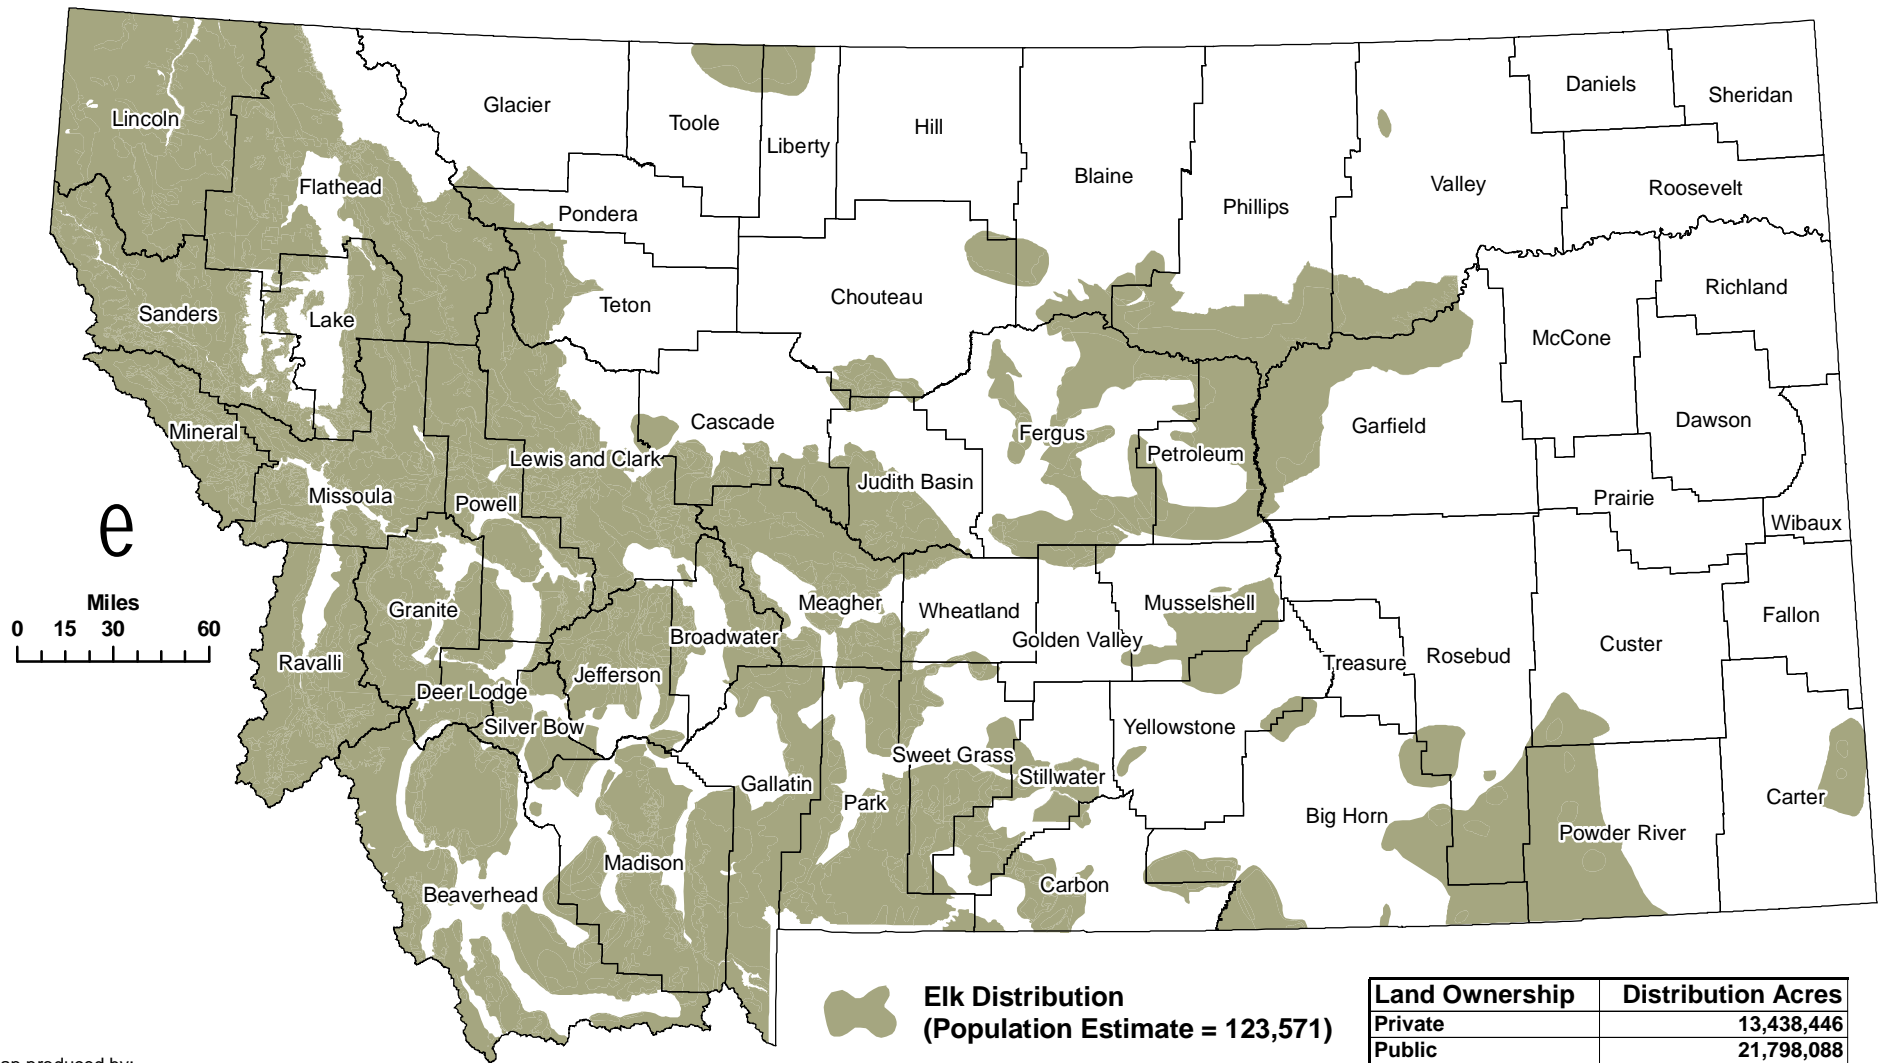 Lincoln
Flathead
Glacier
Toole
Liberty
Hill
Blaine
Phillips
Valley
Daniels
Sheridan
Roosevelt
Pondera
Sanders
Lake
Teton
Chouteau
McCone
Richland
Mineral
Missoula
Lewis and Clark
Powell
Cascade
Judith Basin
Fergus
Petroleum
Garfield
Dawson
Prairie
Wibaux
e
Miles
0 15 30 60
Ravalli
Granite
Deer Lodge
Silver Bow
Jefferson
Broadwater
Meagher
Wheatland
Golden Valley
Musselshell
Treasure
Rosebud
Custer
Fallon
Beaverhead
Madison
Gallatin
Park
Sweet Grass
Stillwater
Yellowstone
Carbon
Big Horn
Powder River
Carter
Elk Distribution
(Population Estimate = 123,571)
Land Ownership Distribution Acres
Private 13,438,446
Public 21,798,088